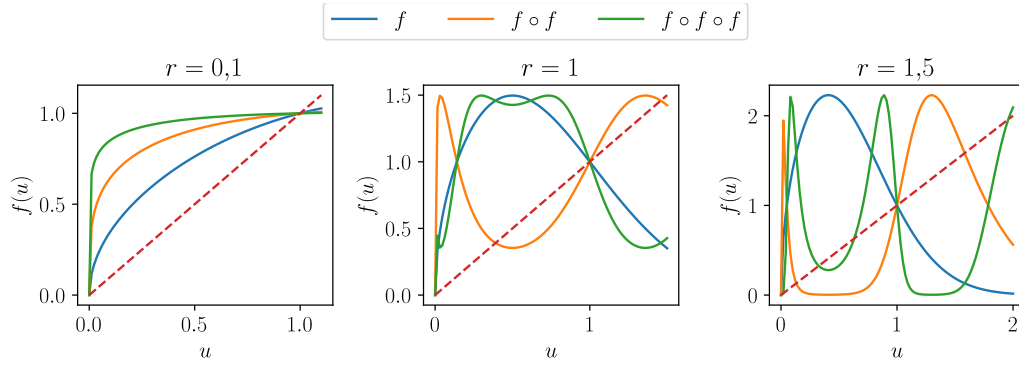 f f ∘ f f ∘ f ∘ f
r = 0,1
f(u)
1.0
0.5
0.0
0.0 0.5 1.0
u
r = 1
f(u)
1.5
1.0
0.5
0.0
0 1
u
r = 1,5
f(u)
2
1
0
0 1 2
u